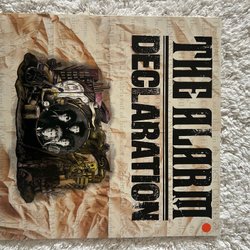 THE ALARM
DECLARATION